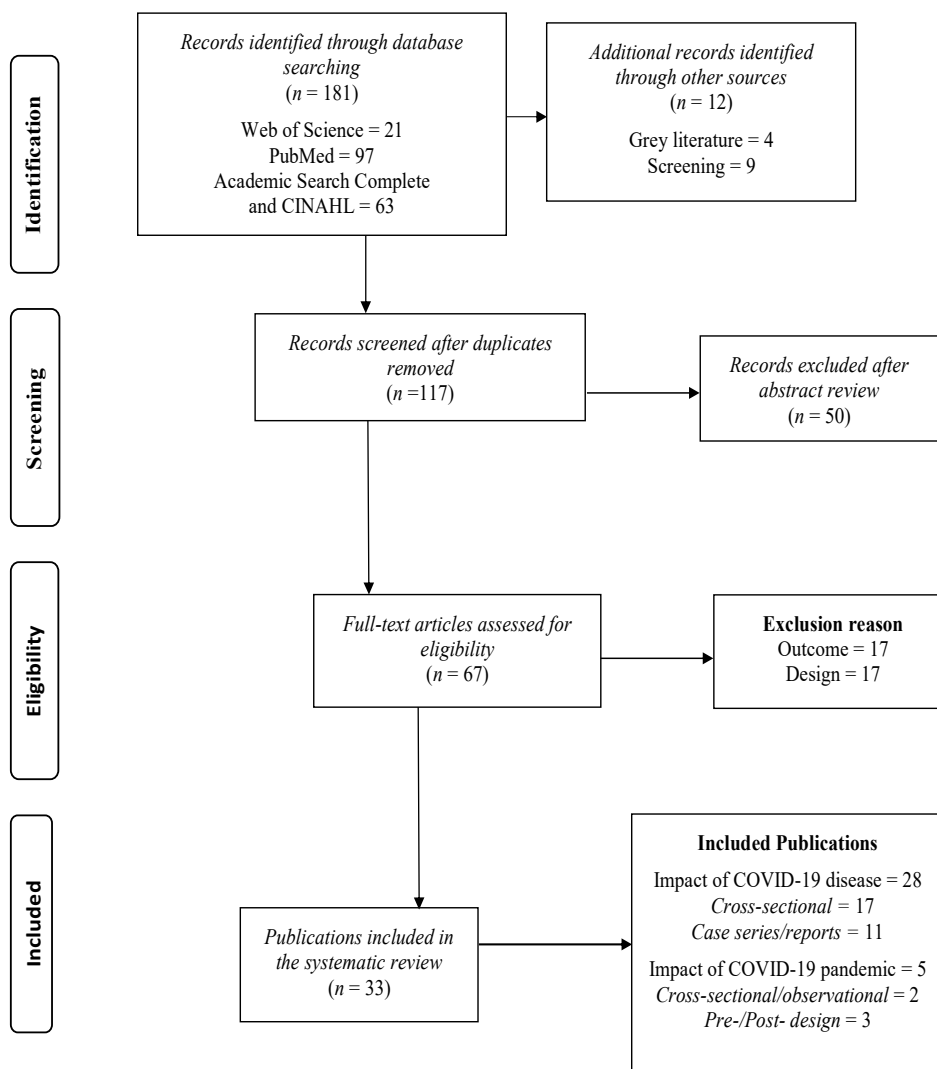 Identification
Records identified through database
searching
(n = 181)
Web of Science = 21
PubMed = 97
Academic Search Complete
and CINAHL = 63
Additional records identified
through other sources
(n = 12)
Grey literature = 4
Screening = 9
Screening
Records screened after duplicates
removed
(n =117)
Records excluded after
abstract review
(n = 50)
Eligibility
Full-text articles assessed for
eligibility
(n = 67)
Exclusion reason
Outcome = 17
Design = 17
Included
Publications included in
the systematic review
(n = 33)
Included Publications
Impact of COVID-19 disease = 28
Cross-sectional = 17
Case series/reports = 11
Impact of COVID-19 pandemic = 5
Cross-sectional/observational = 2
Pre-/Post- design = 3